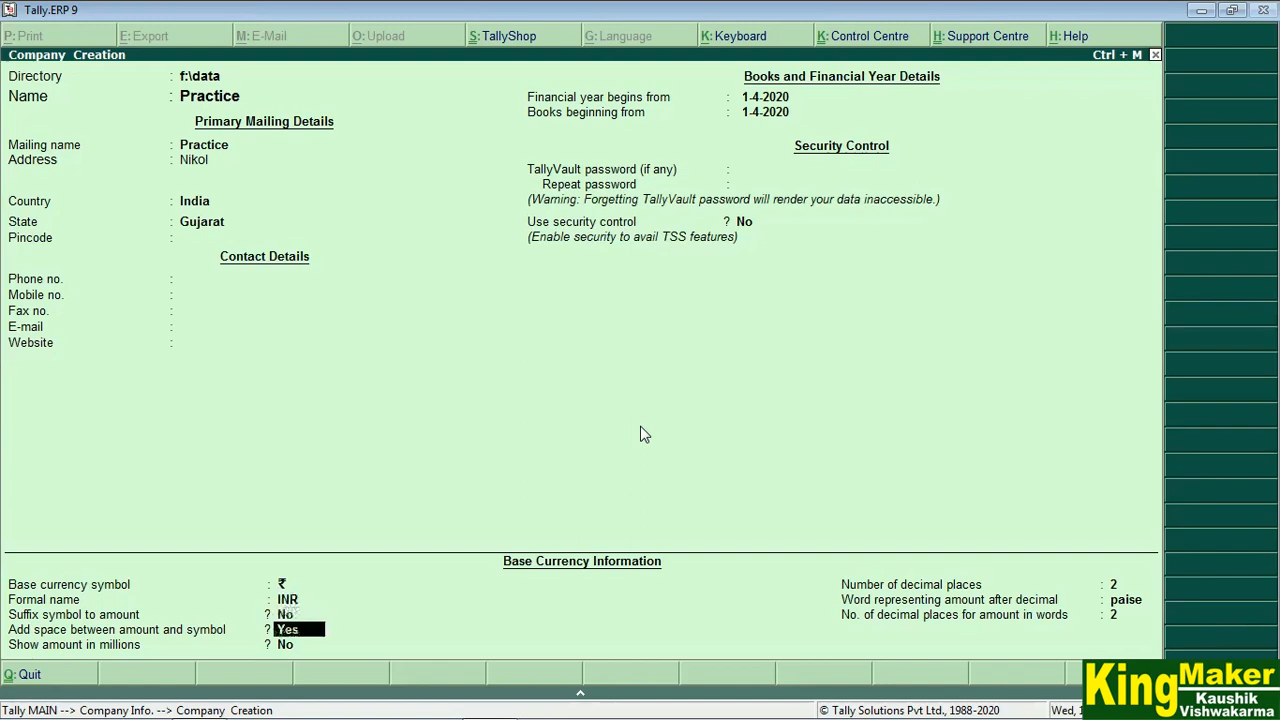 Tally.ERP 9
P: Print E: Export M: E-Mail O: Upload S: TallyShop G: Language K: Keyboard K: Control Centre H: Support Centre H: Help
Company Creation Ctrl + M
Directory : f:\data
Name : Practice
Primary Mailing Details
Mailing name : Practice
Address : Nikol
Country : India
State : Gujarat
Pincode :
Contact Details
Phone no. :
Mobile no. :
Fax no. :
E-mail :
Website :
Books and Financial Year Details
Financial year begins from : 1-4-2020
Books beginning from : 1-4-2020
Security Control
TallyVault password (if any) :
Repeat password :
(Warning: Forgetting TallyVault password will render your data inaccessible.)
Use security control ? No
(Enable security to avail TSS features)
Base Currency Information
Base currency symbol : ₹
Formal name : INR
Suffix symbol to amount ? No
Add space between amount and symbol ? Yes
Show amount in millions ? No
Number of decimal places : 2
Word representing amount after decimal : paise
No. of decimal places for amount in words : 2
Q: Quit
Tally MAIN --> Company Info. --> Company Creation © Tally Solutions Pvt Ltd., 1988-2020 Wed, 1
KingMaker
Kaushik
Vishwakarma